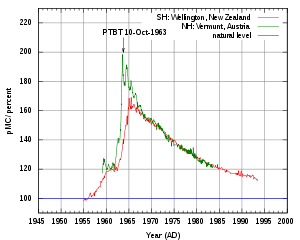 SH: Wellington, New Zealand
NH: Vermunt, Austria
natural level
PTBT 10-Oct-1963
pMC/percent
220
200
180
160
140
120
100
80
1945 1950 1955 1960 1965 1970 1975 1980 1985 1990 1995 2000
Year (AD)